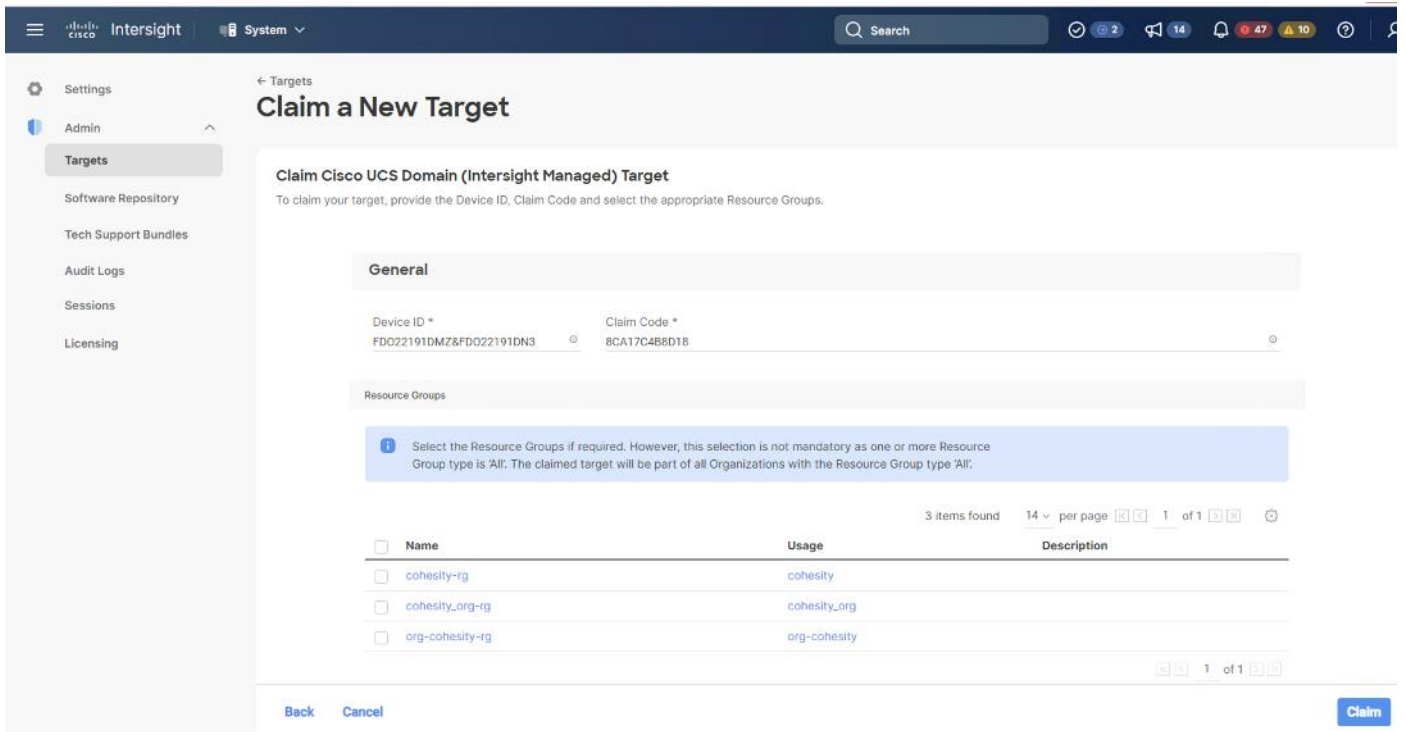 cisco Intersight System Search 2 14 47 10
Settings
Admin
Targets
Software Repository
Tech Support Bundles
Audit Logs
Sessions
Licensing
← Targets
Claim a New Target
Claim Cisco UCS Domain (Intersight Managed) Target
To claim your target, provide the Device ID, Claim Code and select the appropriate Resource Groups.
General
Device ID * Claim Code *
FDO22191DMZ&FDO22191DN3 8CA17C4B8D18
Resource Groups
Select the Resource Groups if required. However, this selection is not mandatory as one or more Resource
Group type is 'All'. The claimed target will be part of all Organizations with the Resource Group type 'All'.
3 items found 14 per page 1 of 1
Name Usage Description
cohesity-rg cohesity
cohesity_org-rg cohesity_org
org-cohesity-rg org-cohesity
1 of 1
Back Cancel Claim